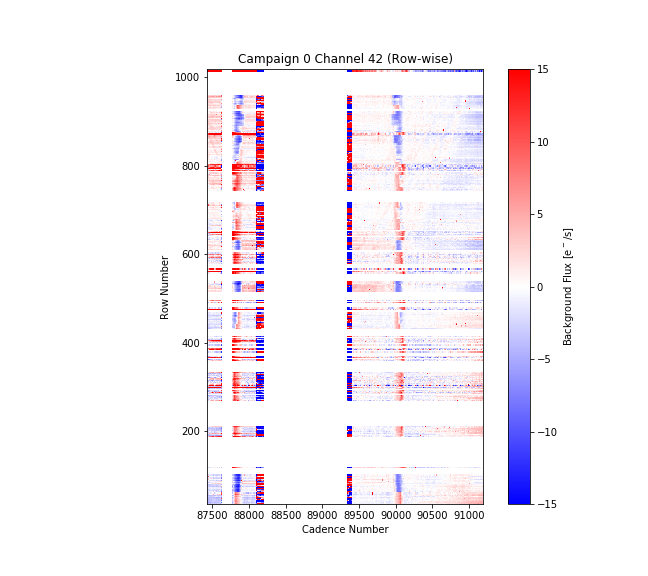 Campaign 0 Channel 42 (Row-wise)
1000
800
600
400
200
Row Number
87500 88000 88500 89000 89500 90000 90500 91000
Cadence Number
15
10
5
0
−5
−10
−15
Background Flux [e⁻/s]